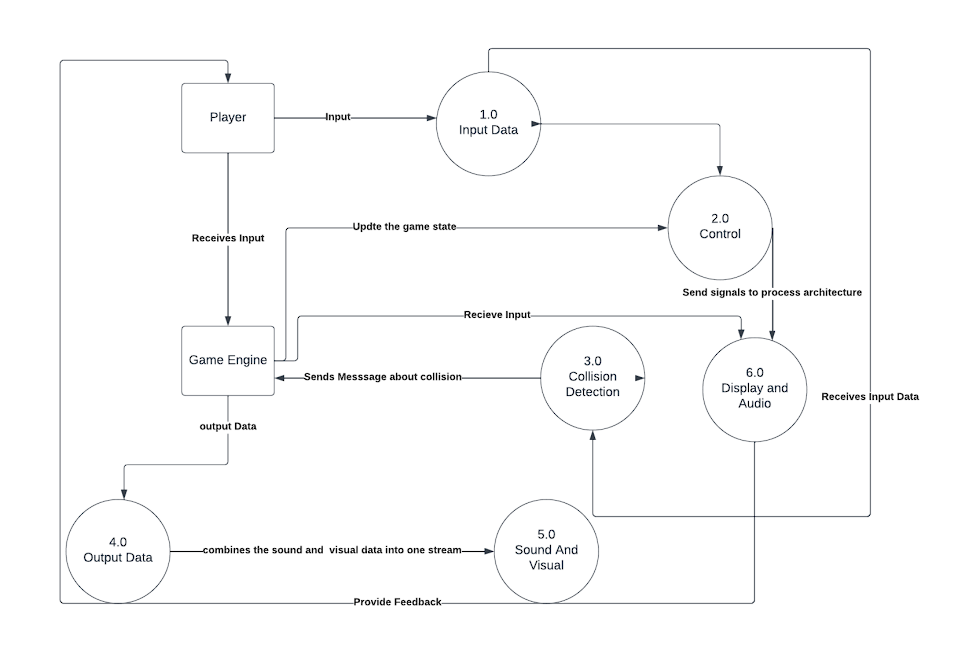 Player
Input
1.0
Input Data
2.0
Control
Updte the game state
Receives Input
Send signals to process architecture
Recieve Input
Game Engine
3.0
Collision
Detection
Sends Messsage about collision
6.0
Display and
Audio
Receives Input Data
output Data
4.0
Output Data
combines the sound and  visual data into one stream
5.0
Sound And
Visual
Provide Feedback